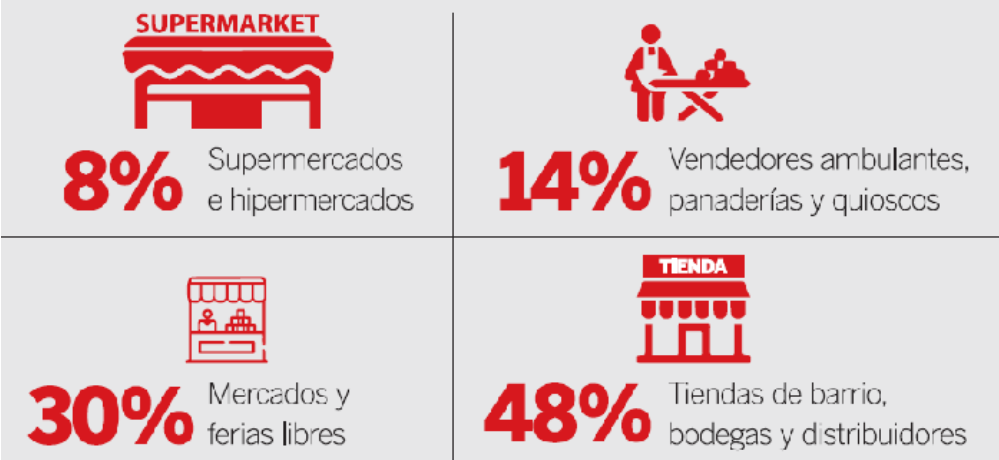 SUPERMARKET
8%
Supermercados
e hipermercados
14%
Vendedores ambulantes,
panaderías y quioscos
30%
Mercados y
ferias libres
TIENDA
48%
Tiendas de barrio,
bodegas y distribuidores